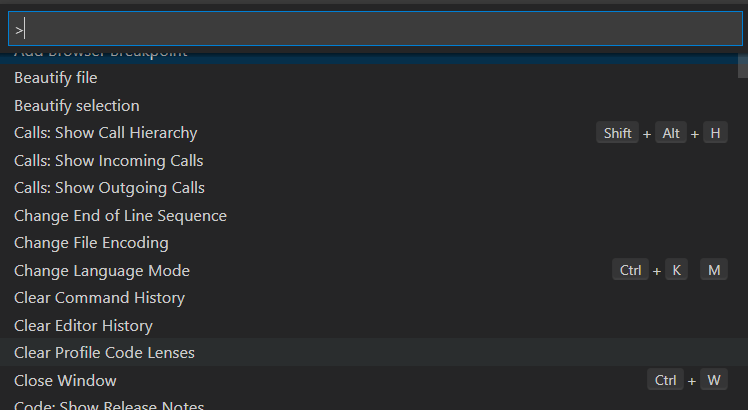 >
Add Browser Breakpoint
Beautify file
Beautify selection
Calls: Show Call Hierarchy Shift + Alt + H
Calls: Show Incoming Calls
Calls: Show Outgoing Calls
Change End of Line Sequence
Change File Encoding
Change Language Mode Ctrl + K M
Clear Command History
Clear Editor History
Clear Profile Code Lenses
Close Window Ctrl + W
Code: Show Release Notes